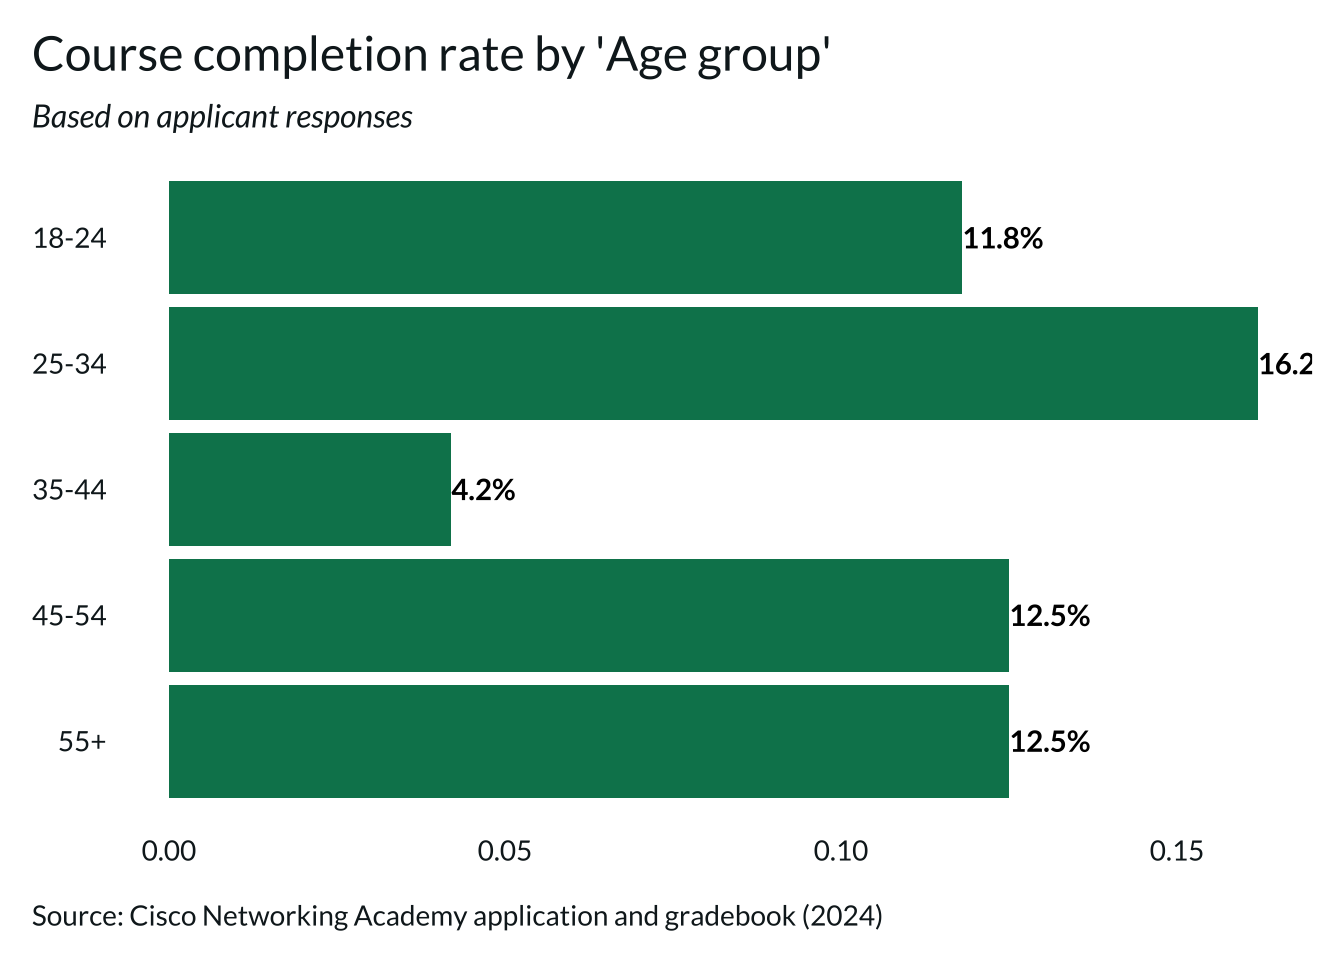 Course completion rate by 'Age group'
Based on applicant responses
18-24 11.8%
25-34 16.2
35-44 4.2%
45-54 12.5%
55+ 12.5%
0.00 0.05 0.10 0.15
Source: Cisco Networking Academy application and gradebook (2024)